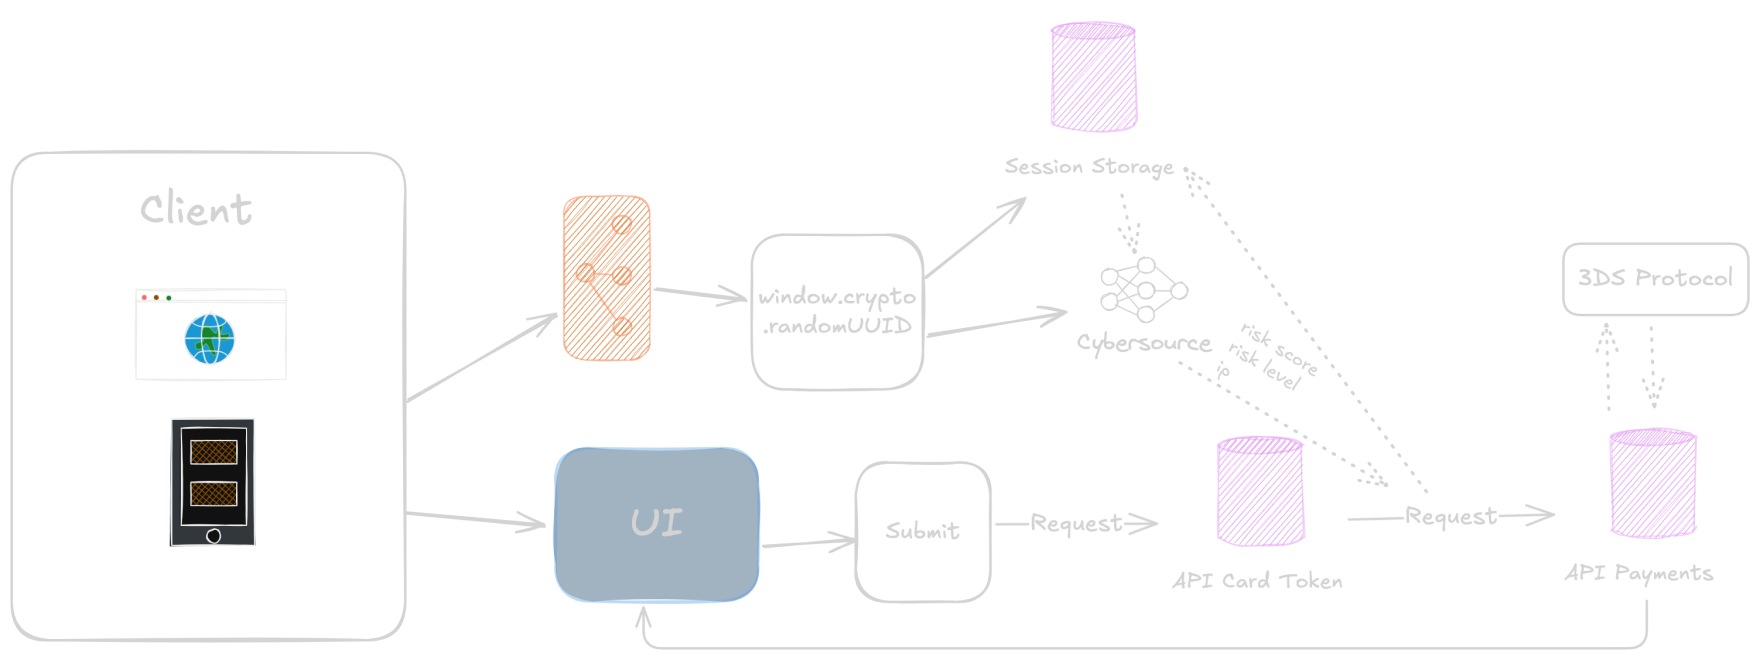 Session Storage
Client
window.crypto
.randomUUID
3DS Protocol
Cybersource
risk score
risk level
ip
UI
Submit
Request
Request
API Card Token
API Payments